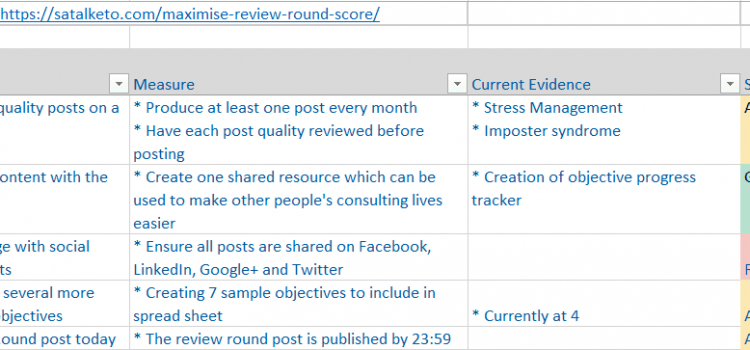 https://satalketo.com/maximise-review-round-score/
Measure
Current Evidence
quality posts on a
* Produce at least one post every month
* Have each post quality reviewed before
posting
* Stress Management
* Imposter syndrome
ontent with the
* Create one shared resource which can be
used to make other people's consulting lives
easier
* Creation of objective progress
tracker
ge with social
ts
* Ensure all posts are shared on Facebook,
LinkedIn, Google+ and Twitter
several more
objectives
* Creating 7 sample objectives to include in
spread sheet
* Currently at 4
ound post today
* The review round post is published by 23:59